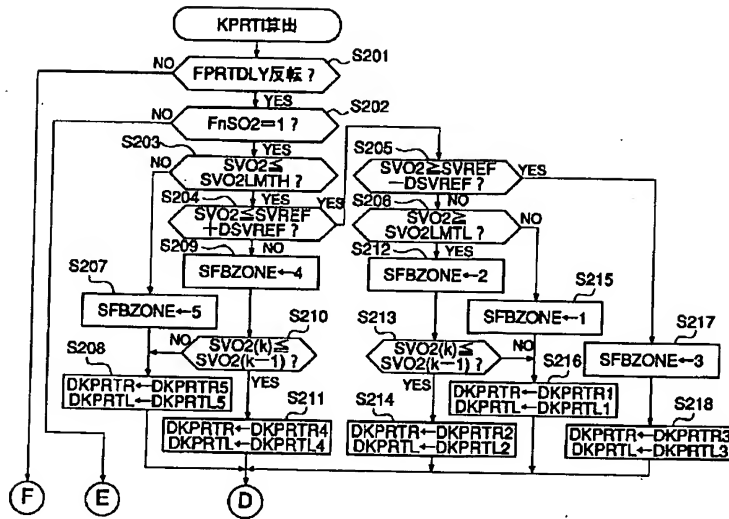 KPRTI算出
S201
NO
FPRTDLY反転?
YES
S202
NO
FnSO2=1?
S203
YES
NO
SVO2≦
SVO2LMTH?
S204
YES
SVO2≦SVREF
+DSVREF?
YES
S209
NO
SFBZONE←4
S207
SFBZONE←5
S210
NO
SVO2(k)≦
SVO2(k-1)?
YES
S208
DKPRTR←DKPRTR5
DKPRTL←DKPRTL5
S211
DKPRTR←DKPRTR4
DKPRTL←DKPRTL4
S205
SVO2≧SVREF
-DSVREF?
YES
NO
S206
SVO2≧
SVO2LMTL?
NO
YES
S212
SFBZONE←2
S215
SFBZONE←1
S213
SVO2(k)≦
SVO2(k-1)?
NO
YES
S217
SFBZONE←3
S216
DKPRTR←DKPRTR1
DKPRTL←DKPRTL1
S214
DKPRTR←DKPRTR2
DKPRTL←DKPRTL2
S218
DKPRTR←DKPRTR3
DKPRTL←DKPRTL3
F
E
D